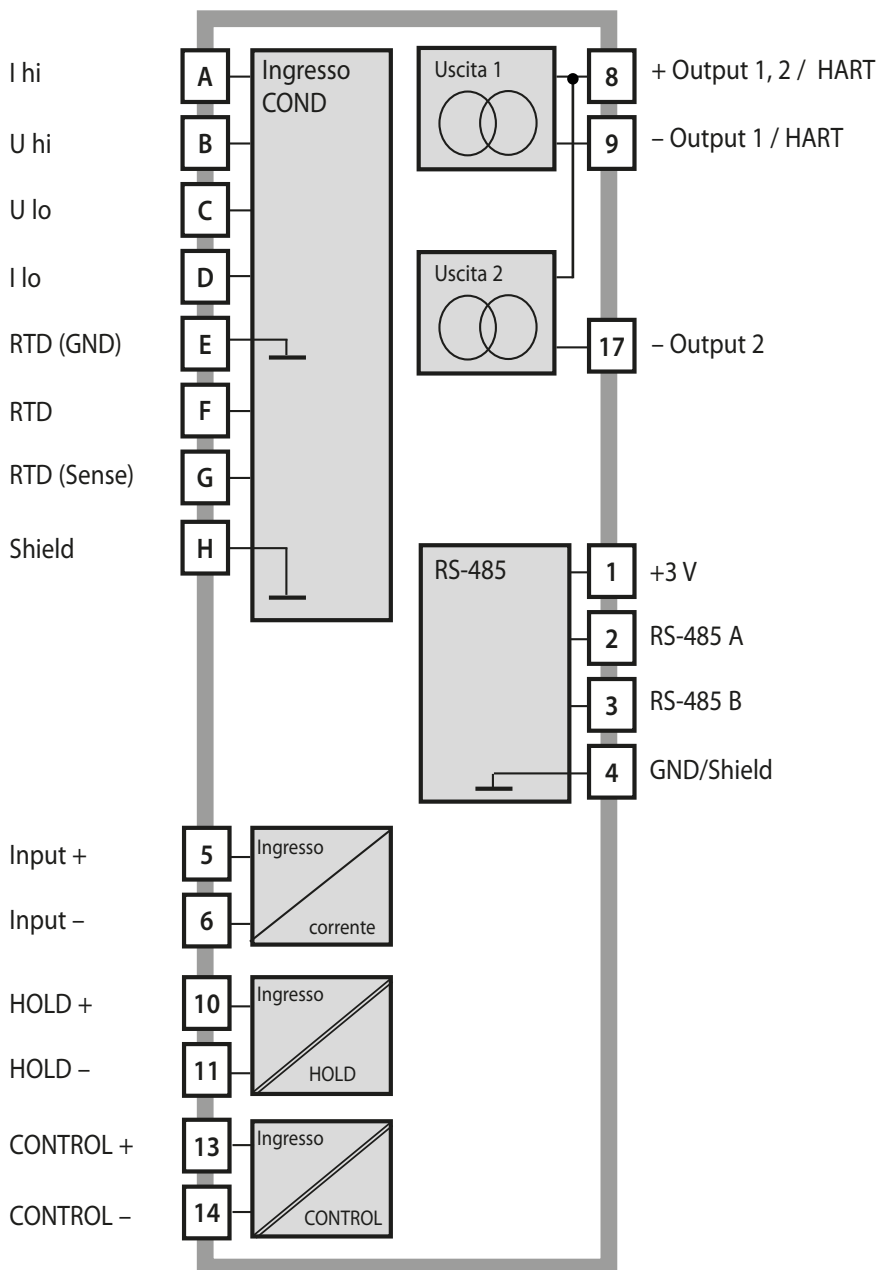 I hi
A
Ingresso
COND
U hi
B
U lo
C
I lo
D
RTD (GND)
E
RTD
F
RTD (Sense)
G
Shield
H
Uscita 1
8
+ Output 1, 2 / HART
9
– Output 1 / HART
Uscita 2
17
– Output 2
RS-485
1
+3 V
2
RS-485 A
3
RS-485 B
4
GND/Shield
Input +
5
Ingresso
Input –
6
corrente
HOLD +
10
Ingresso
HOLD –
11
HOLD
CONTROL +
13
Ingresso
CONTROL –
14
CONTROL